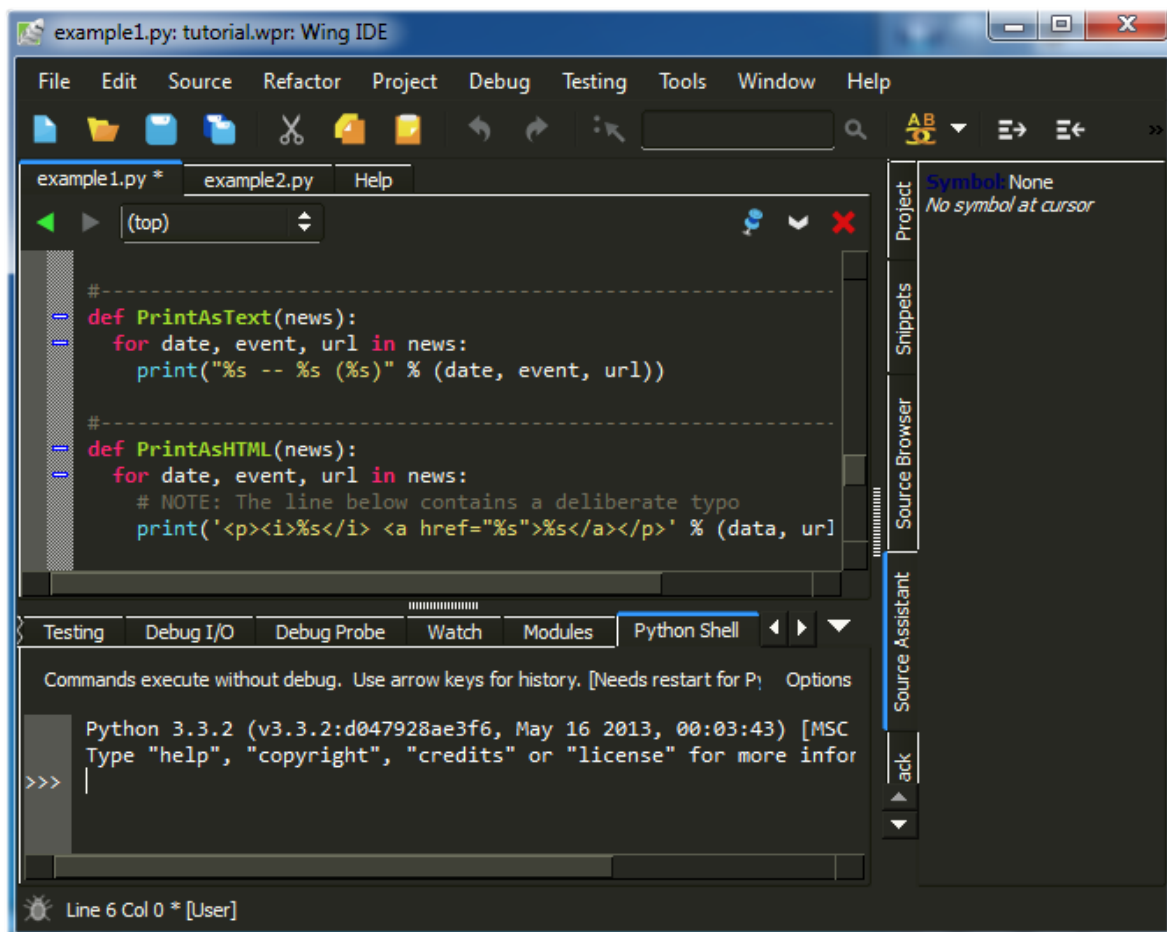 example1.py: tutorial.wpr: Wing IDE
File Edit Source Refactor Project Debug Testing Tools Window Help
example1.py * example2.py Help
(top)
#-------------------------------------------------------------
def PrintAsText(news):
  for date, event, url in news:
    print("%s -- %s (%s)" % (date, event, url))
#-------------------------------------------------------------
def PrintAsHTML(news):
  for date, event, url in news:
    # NOTE: The line below contains a deliberate typo
    print('<p><i>%s</i> <a href="%s">%s</a></p>' % (data, url
Testing Debug I/O Debug Probe Watch Modules Python Shell
Commands execute without debug. Use arrow keys for history. [Needs restart for Py Options
Python 3.3.2 (v3.3.2:d047928ae3f6, May 16 2013, 00:03:43) [MSC
Type "help", "copyright", "credits" or "license" for more infor
>>>
Line 6 Col 0 * [User]
Project
Snippets
Source Browser
Source Assistant
ack
Symbol: None
No symbol at cursor
AB